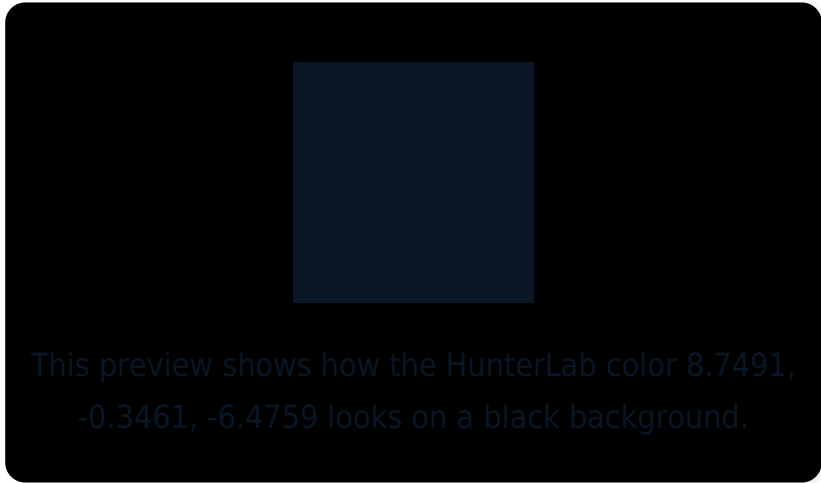 This preview shows how the HunterLab color 8.7491,
-0.3461, -6.4759 looks on a black background.